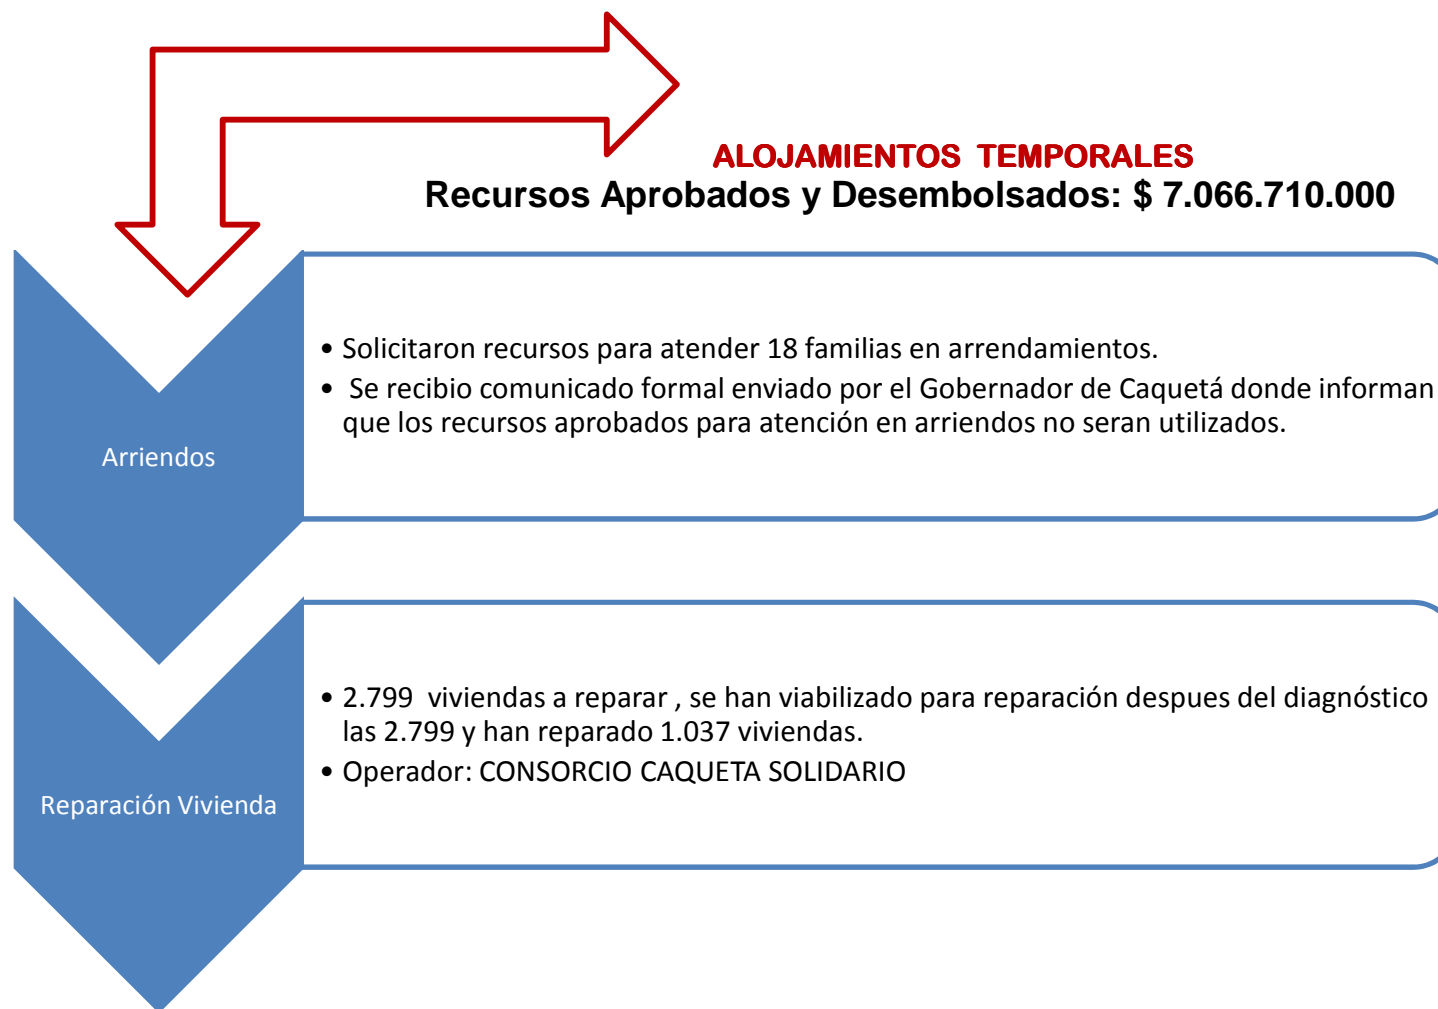 ALOJAMIENTOS TEMPORALES
Recursos Aprobados y Desembolsados: $ 7.066.710.000
Arriendos
• Solicitaron recursos para atender 18 familias en arrendamientos.
• Se recibio comunicado formal enviado por el Gobernador de Caquetá donde informan
que los recursos aprobados para atención en arriendos no seran utilizados.
Reparación Vivienda
• 2.799 viviendas a reparar , se han viabilizado para reparación despues del diagnóstico
las 2.799 y han reparado 1.037 viviendas.
• Operador: CONSORCIO CAQUETA SOLIDARIO